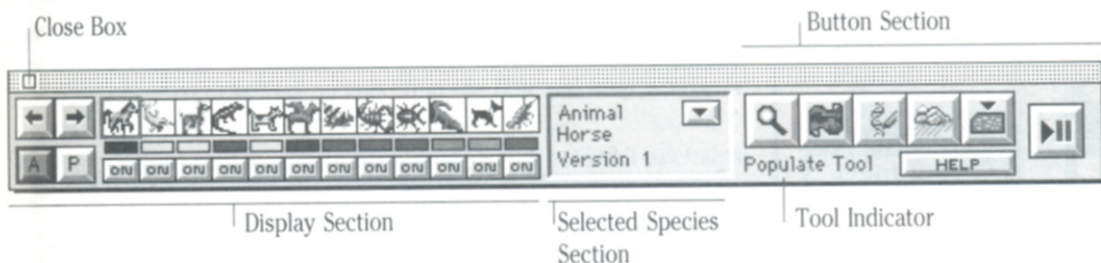 Close Box
Button Section
Animal
Horse
Version 1
A P
ON ON ON ON ON ON ON ON ON ON ON ON
Populate Tool
HELP
Display Section
Selected Species
Section
Tool Indicator